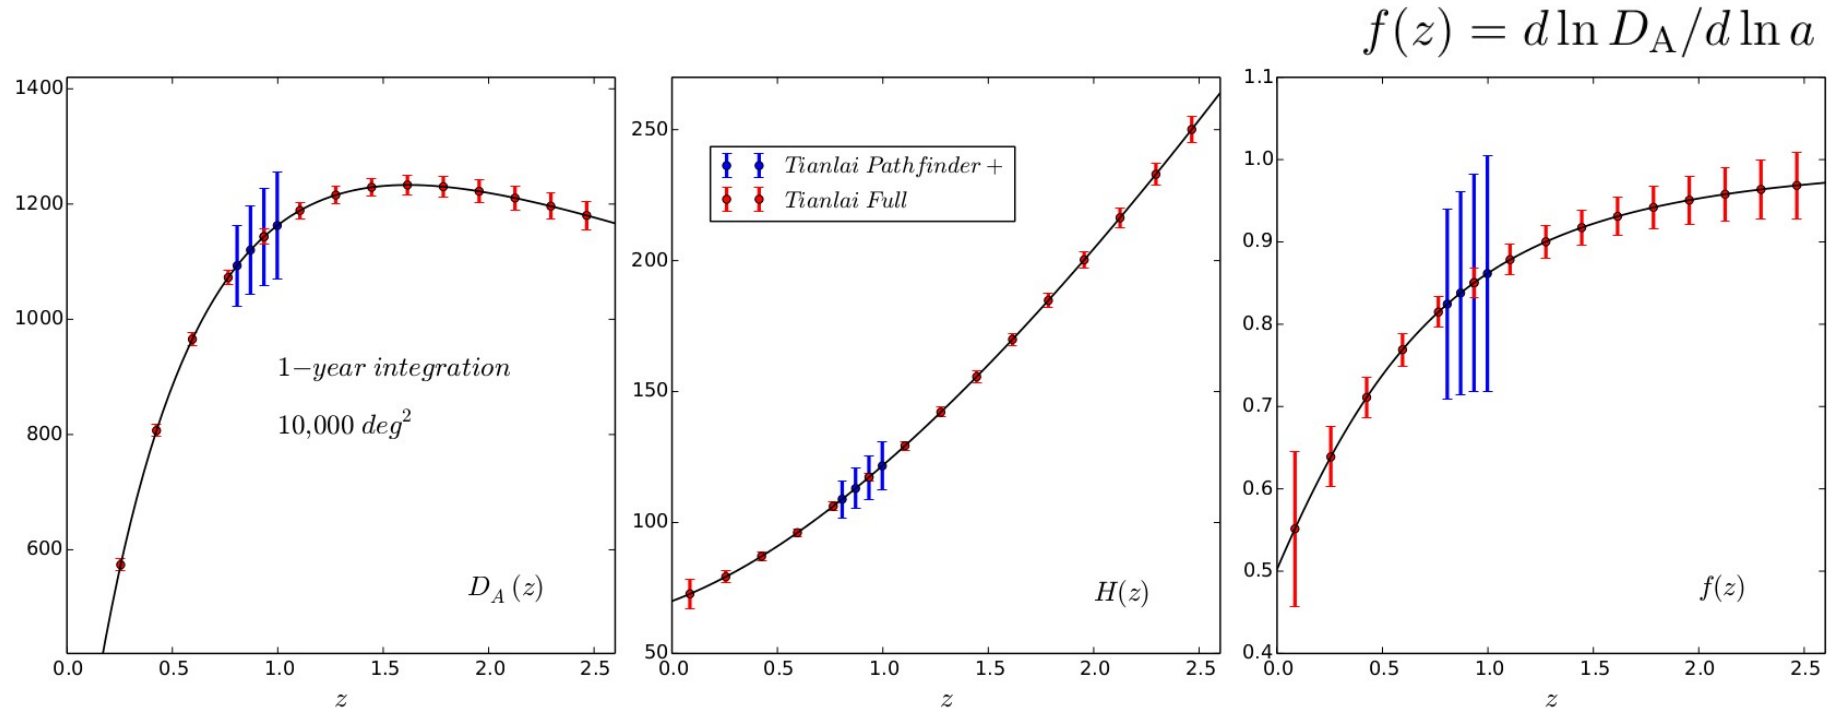 f(z) = d ln D_A/d ln a
1400
1200
1000
800
600
1−year integration
10,000 deg²
D_A (z)
0.0 0.5 1.0 1.5 2.0 2.5
z
250
200
150
100
50
Tianlai Pathfinder +
Tianlai Full
H(z)
0.0 0.5 1.0 1.5 2.0 2.5
z
1.1
1.0
0.9
0.8
0.7
0.6
0.5
0.4
f(z)
0.0 0.5 1.0 1.5 2.0 2.5
z